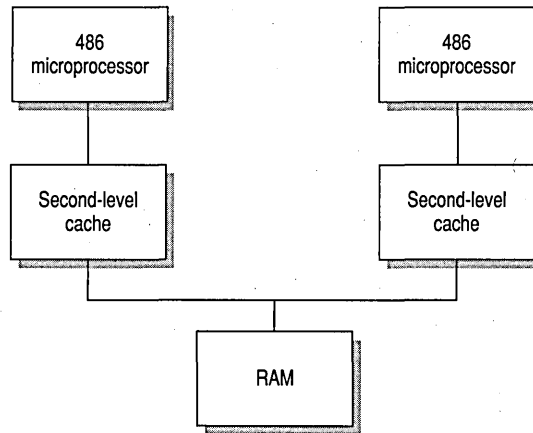 486
microprocessor
486
microprocessor
Second-level
cache
Second-level
cache
RAM